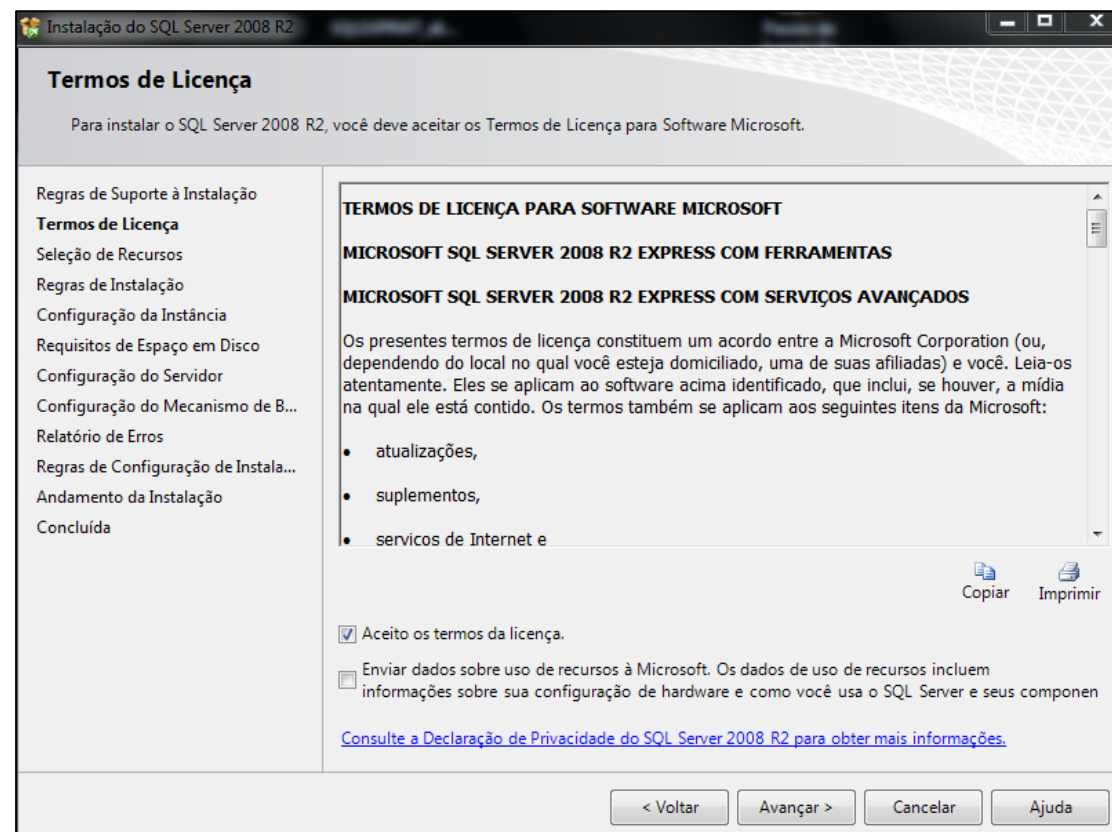 Instalação do SQL Server 2008 R2
Termos de Licença
Para instalar o SQL Server 2008 R2, você deve aceitar os Termos de Licença para Software Microsoft.
Regras de Suporte à Instalação
Termos de Licença
Seleção de Recursos
Regras de Instalação
Configuração da Instância
Requisitos de Espaço em Disco
Configuração do Servidor
Configuração do Mecanismo de B...
Relatório de Erros
Regras de Configuração de Instala...
Andamento da Instalação
Concluída
TERMOS DE LICENÇA PARA SOFTWARE MICROSOFT
MICROSOFT SQL SERVER 2008 R2 EXPRESS COM FERRAMENTAS
MICROSOFT SQL SERVER 2008 R2 EXPRESS COM SERVIÇOS AVANÇADOS
Os presentes termos de licença constituem um acordo entre a Microsoft Corporation (ou,
dependendo do local no qual você esteja domiciliado, uma de suas afiliadas) e você. Leia-os
atentamente. Eles se aplicam ao software acima identificado, que inclui, se houver, a mídia
na qual ele está contido. Os termos também se aplicam aos seguintes itens da Microsoft:
• atualizações,
• suplementos,
• serviços de Internet e
Copiar Imprimir
Aceito os termos da licença.
Enviar dados sobre uso de recursos à Microsoft. Os dados de uso de recursos incluem
informações sobre sua configuração de hardware e como você usa o SQL Server e seus componen
Consulte a Declaração de Privacidade do SQL Server 2008 R2 para obter mais informações.
< Voltar Avançar > Cancelar Ajuda